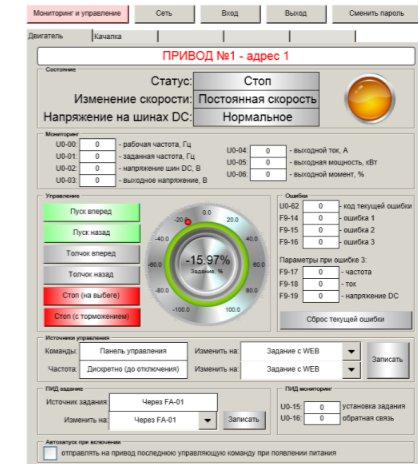 Мониторинг и управление Сеть Вход Выход Сменить пароль
Двигатель Качалка
ПРИВОД №1 - адрес 1
Состояние
Статус: Стоп
Изменение скорости: Постоянная скорость
Напряжение на шинах DC: Нормальное
Мониторинг
U0-00: 0 - рабочая частота, Гц
U0-01: 0 - заданная частота, Гц
U0-02: 0 - напряжение шин DC, В
U0-03: 0 - выходное напряжение, В
U0-04: 0 - выходной ток, А
U0-05: 0 - выходная мощность, кВт
U0-06: 0 - выходной момент, %
Управление
Пуск вперед
Пуск назад
Толчок вперед
Толчок назад
Стоп (на выбеге)
Стоп (с торможением)
-20.0 0.0 20.0
-40.0 40.0
-60.0 60.0
-80.0 80.0
-100.0 100.0
-15.97%
Задание, %
Ошибки
U0-62 0 - код текущей ошибки
F9-14 0 - ошибка 1
F9-15 0 - ошибка 2
F9-16 0 - ошибка 3
Параметры при ошибке 3:
F9-17 0 - частота
F9-18 0 - ток
F9-19 0 - напряжение DC
Сброс текущей ошибки
Источники управления
Команды: Панель управления Изменить на: Задание с WEB
Частота: Дискретно (до отключения) Изменить на: Задание с WEB
Записать
ПИД задание
Источник задания: Через FA-01
Изменить на: Через FA-01 Записать
ПИД мониторинг
U0-15: 0 установка задания
U0-16: 0 обратная связь
Автозапуск при включении
отправлять на привод последнюю управляющую команду при появлении питания